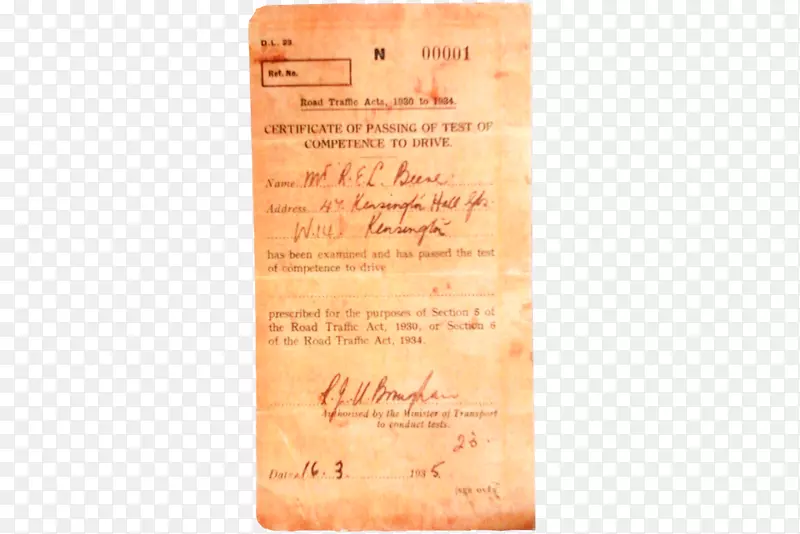 D.L. 23.
N 00001
Ref. No.
Road Traffic Acts, 1930 to 1934.
CERTIFICATE OF PASSING OF TEST OF
COMPETENCE TO DRIVE.
Name Mr R.E.L. Beere
Address 47 Kensington Hall Gds.
W.14. Kensington
has been examined and has passed the test
of competence to drive
prescribed for the purposes of Section 5 of
the Road Traffic Act, 1930, or Section 6
of the Road Traffic Act, 1934.
Authorised by the Minister of Transport
to conduct tests.
23.
Date 16.3 1935.